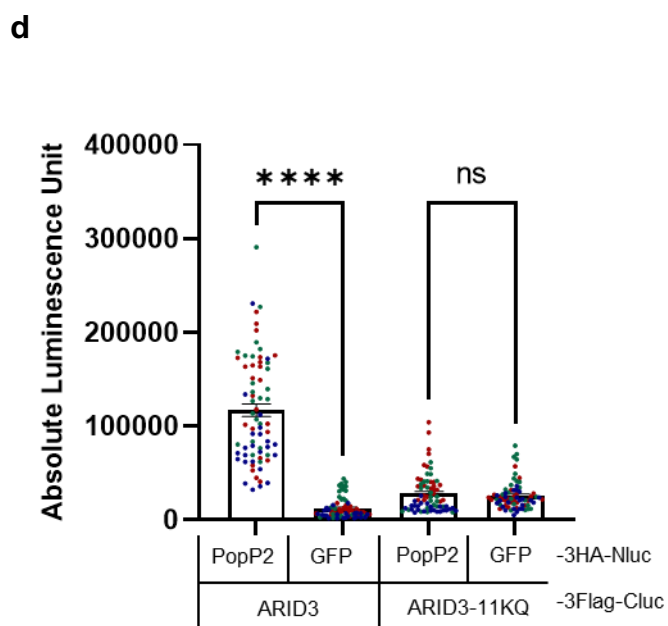 d
Absolute Luminescence Unit
400000
300000
200000
100000
0
**** ns
PopP2 GFP PopP2 GFP -3HA-Nluc
ARID3 ARID3-11KQ -3Flag-Cluc